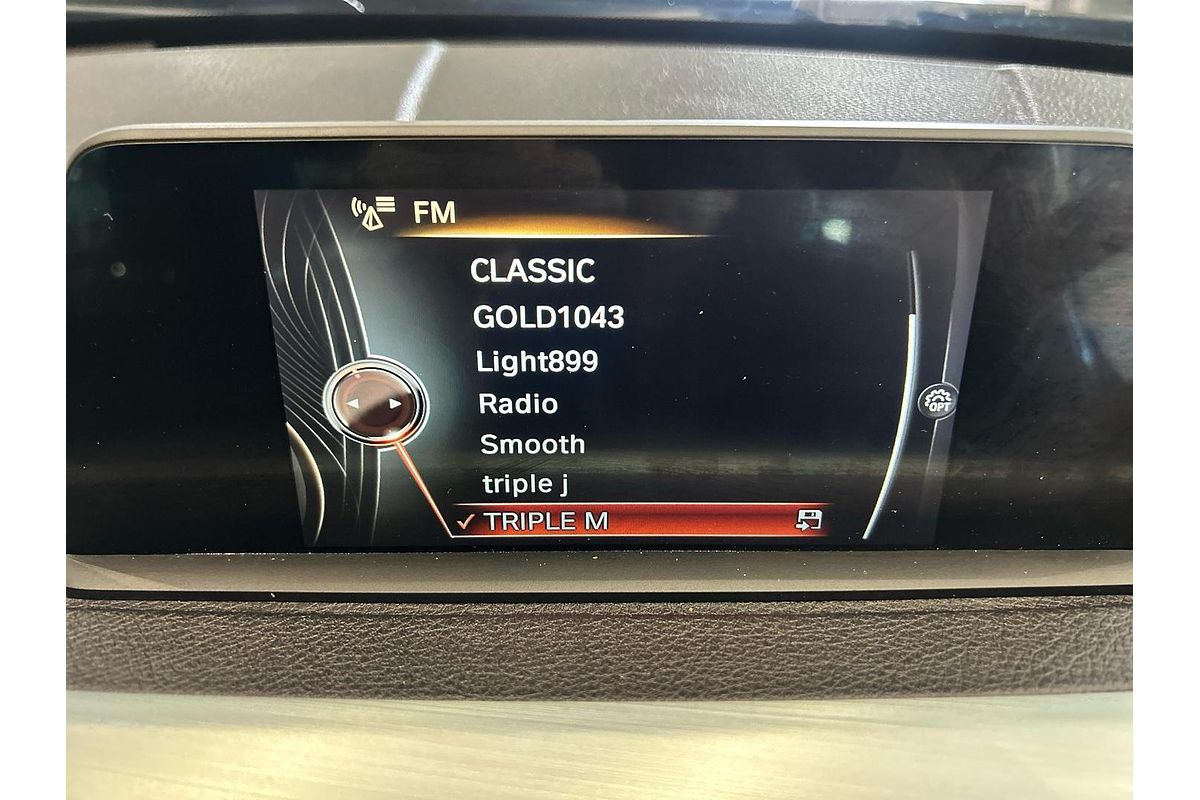 FM
CLASSIC
GOLD1043
Light899
Radio
Smooth
triple j
TRIPLE M
OPT